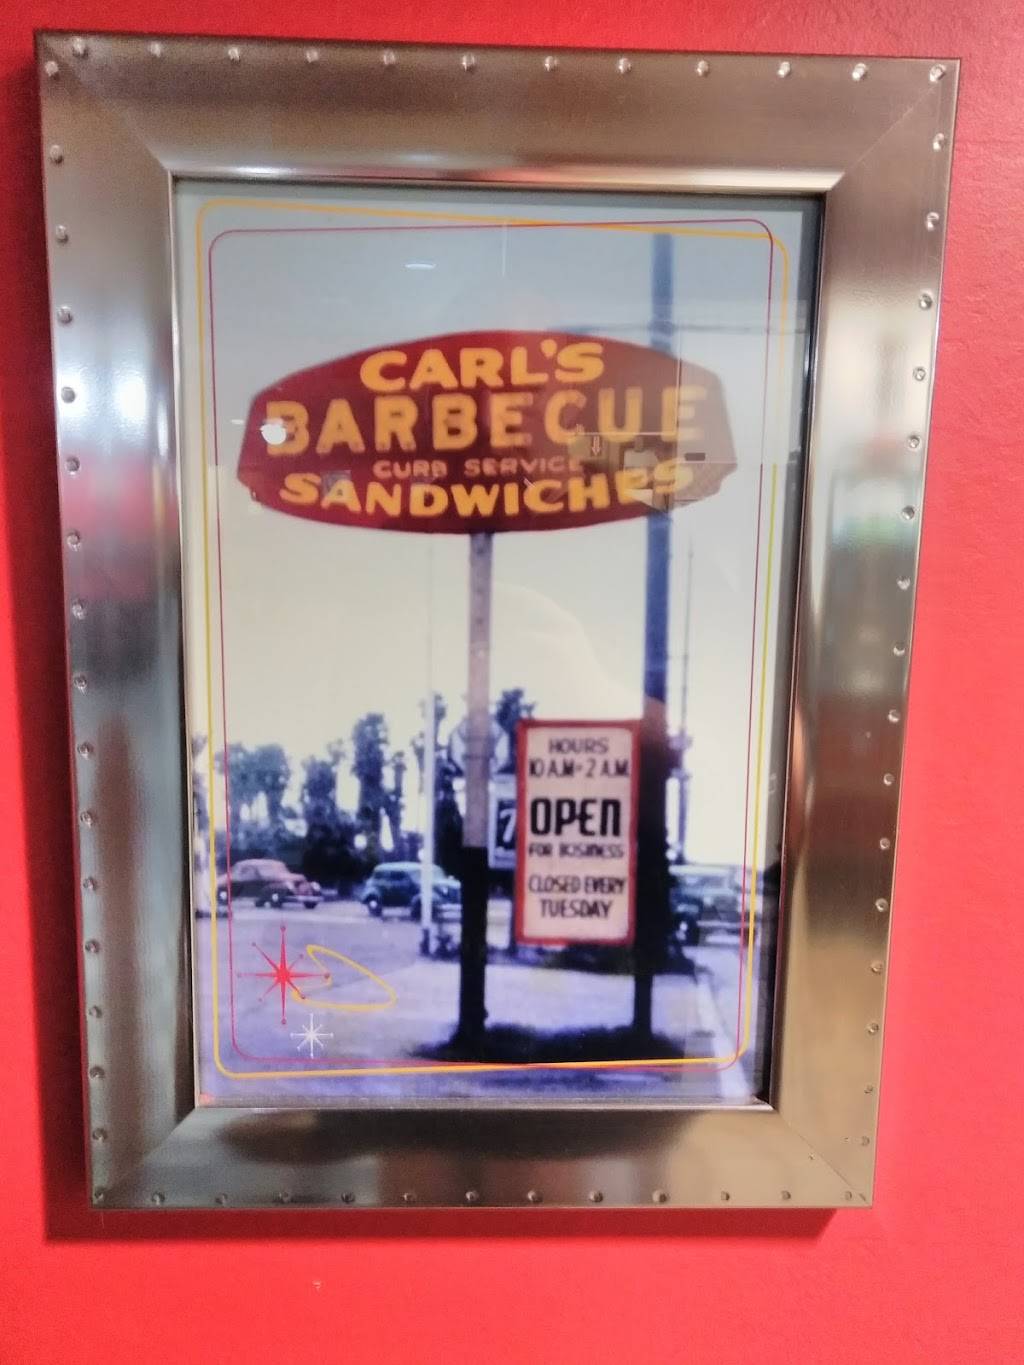 CARL'S
BARBECUE
CURB SERVICE
SANDWICHES
HOURS
10 A.M - 2 A.M.
OPEN
FOR BUSINESS
CLOSED EVERY
TUESDAY